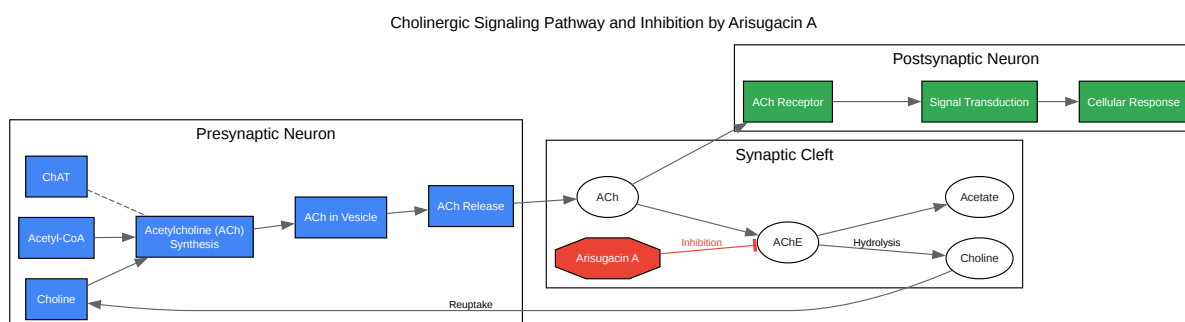 Cholinergic Signaling Pathway and Inhibition by Arisugacin A
Postsynaptic Neuron
ACh Receptor
Signal Transduction
Cellular Response
Presynaptic Neuron
ChAT
Acetyl-CoA
Choline
Acetylcholine (ACh)
Synthesis
ACh in Vesicle
ACh Release
Synaptic Cleft
ACh
Arisugacin A
Inhibition
AChE
Hydrolysis
Acetate
Choline
Reuptake